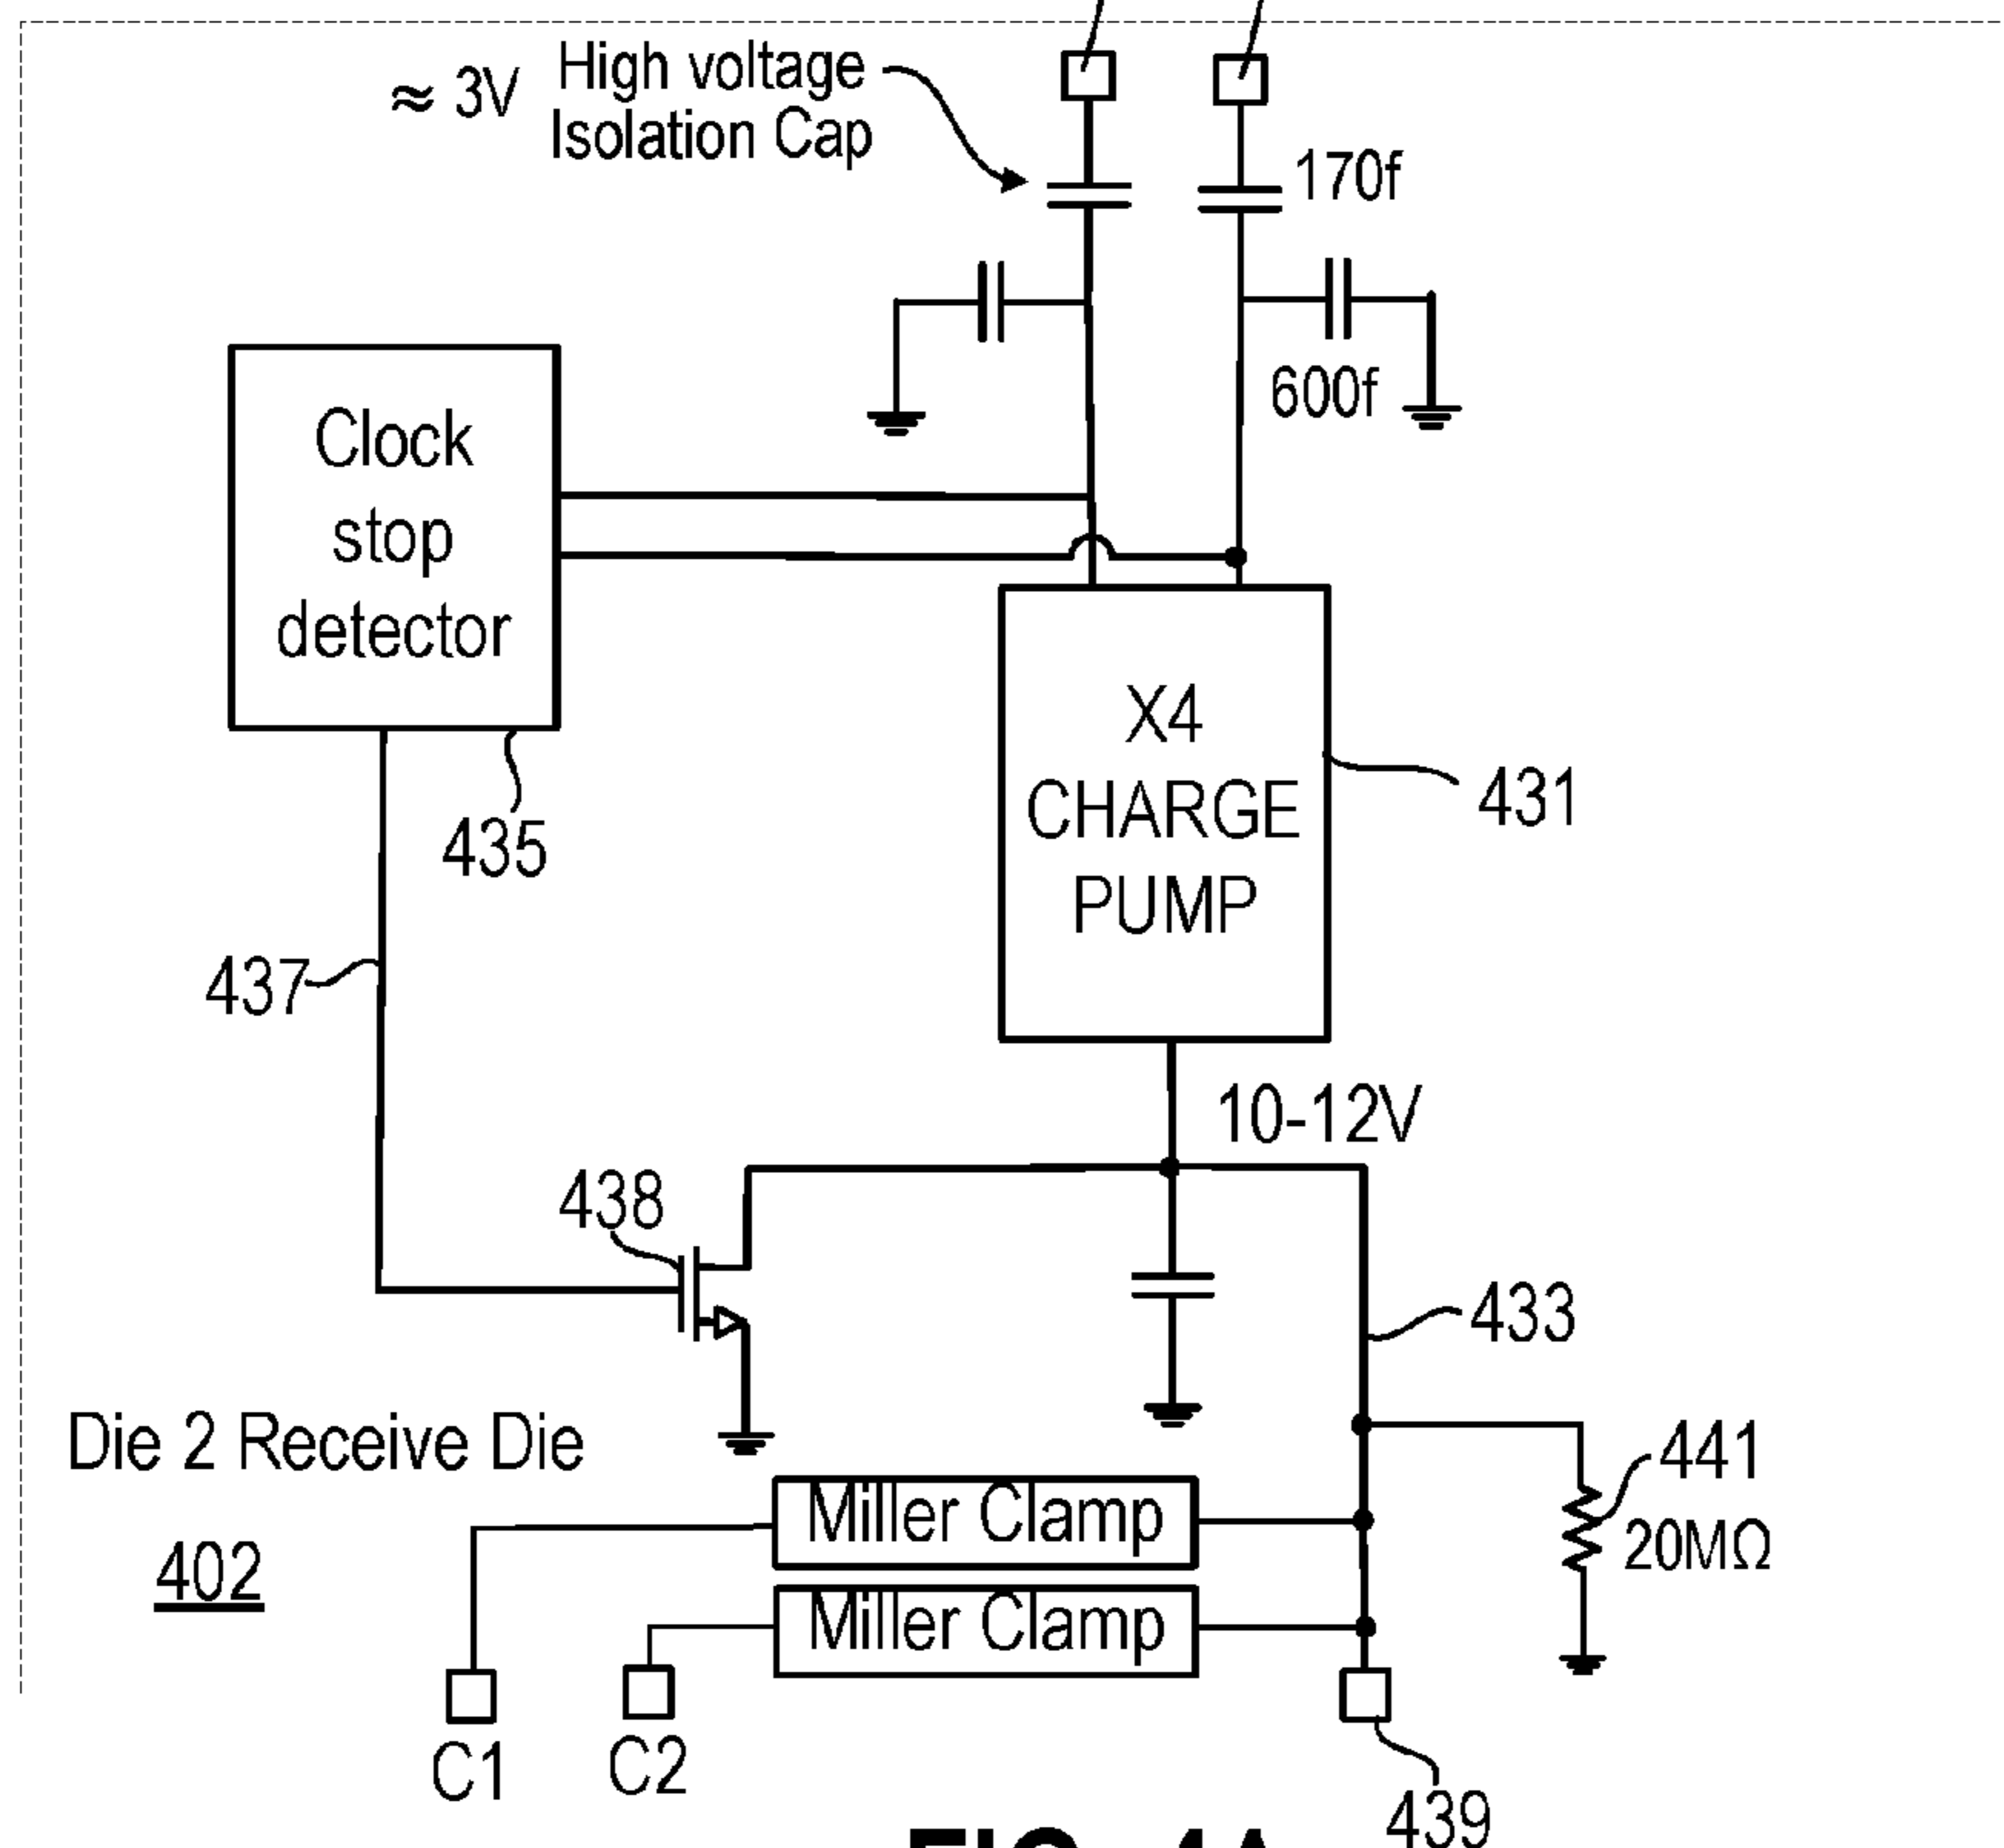 ≈ 3V
High voltage
Isolation Cap
170f
600f
Clock
stop
detector
435
X4
CHARGE
PUMP
431
437
10-12V
438
433
Die 2 Receive Die
402
Miller Clamp
Miller Clamp
441
20MΩ
C1
C2
439